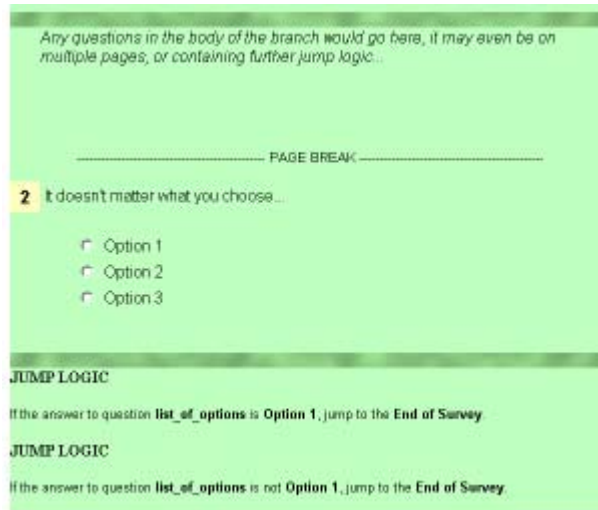 Any questions in the body of the branch would go here, it may even be on
multiple pages, or containing further jump logic...
PAGE BREAK
2 It doesn't matter what you choose...
Option 1
Option 2
Option 3
JUMP LOGIC
If the answer to question list_of_options is Option 1, jump to the End of Survey.
JUMP LOGIC
If the answer to question list_of_options is not Option 1, jump to the End of Survey.